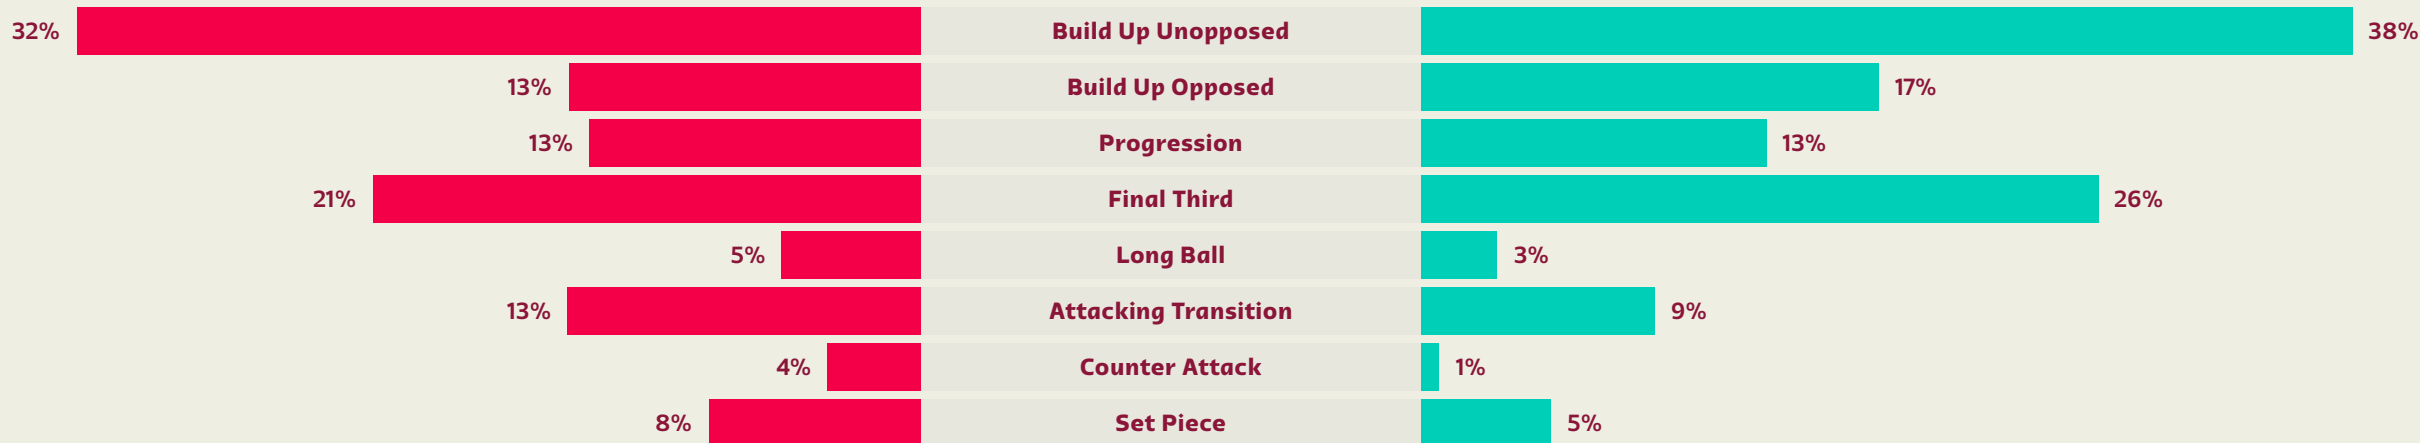 32% Build Up Unopposed 38%
13% Build Up Opposed 17%
13% Progression 13%
21% Final Third 26%
5% Long Ball 3%
13% Attacking Transition 9%
4% Counter Attack 1%
8% Set Piece 5%